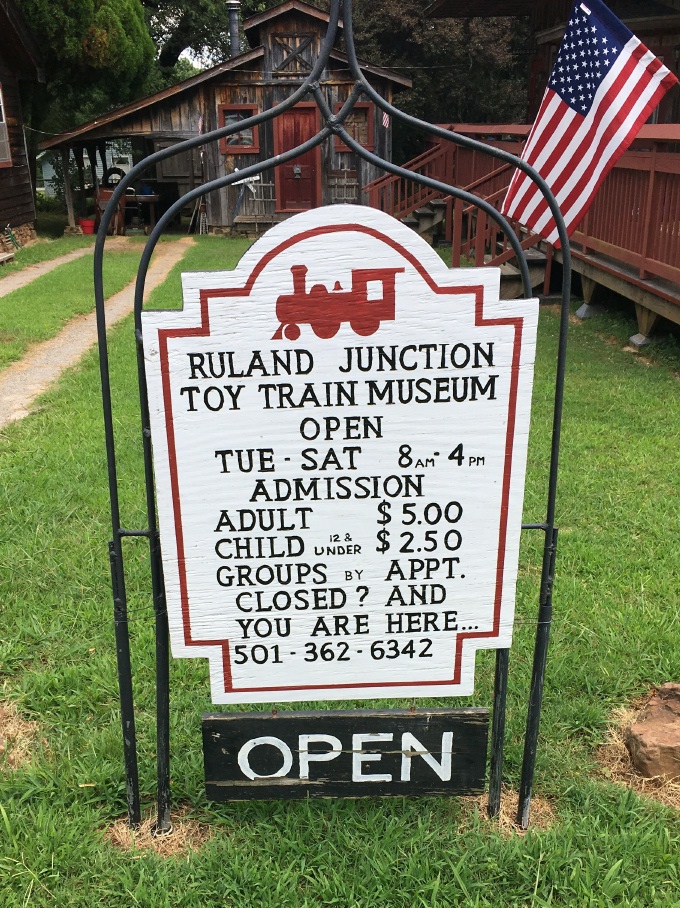 RULAND JUNCTION
TOY TRAIN MUSEUM
OPEN
TUE - SAT 8AM - 4PM
ADMISSION
ADULT $5.00
CHILD 12 & UNDER $2.50
GROUPS BY APPT.
CLOSED? AND
YOU ARE HERE...
501-362-6342
OPEN